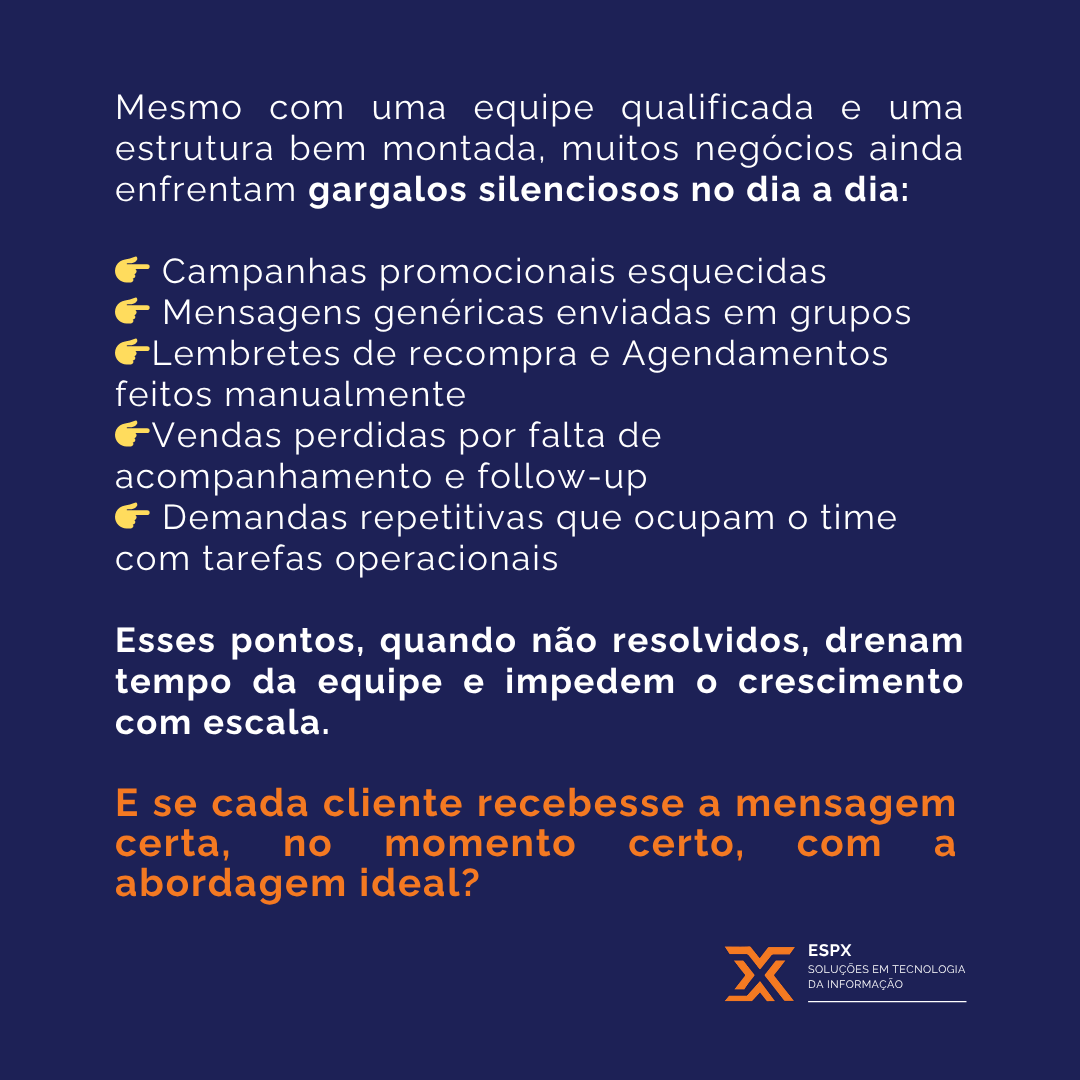 Mesmo com uma equipe qualificada e uma
estrutura bem montada, muitos negócios ainda
enfrentam gargalos silenciosos no dia a dia:
👉 Campanhas promocionais esquecidas
👉 Mensagens genéricas enviadas em grupos
👉Lembretes de recompra e Agendamentos
feitos manualmente
👉Vendas perdidas por falta de
acompanhamento e follow-up
👉 Demandas repetitivas que ocupam o time
com tarefas operacionais
Esses pontos, quando não resolvidos, drenam
tempo da equipe e impedem o crescimento
com escala.
E se cada cliente recebesse a mensagem
certa, no momento certo, com a
abordagem ideal?
ESPX
SOLUÇÕES EM TECNOLOGIA
DA INFORMAÇÃO